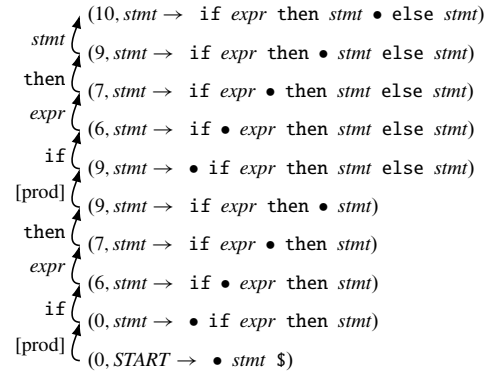 (10, stmt → if expr then stmt • else stmt)
stmt
(9, stmt → if expr then • stmt else stmt)
then
(7, stmt → if expr • then stmt else stmt)
expr
(6, stmt → if • expr then stmt else stmt)
if
(9, stmt → • if expr then stmt else stmt)
[prod]
(9, stmt → if expr then • stmt)
then
(7, stmt → if expr • then stmt)
expr
(6, stmt → if • expr then stmt)
if
(0, stmt → • if expr then stmt)
[prod]
(0, START → • stmt $)